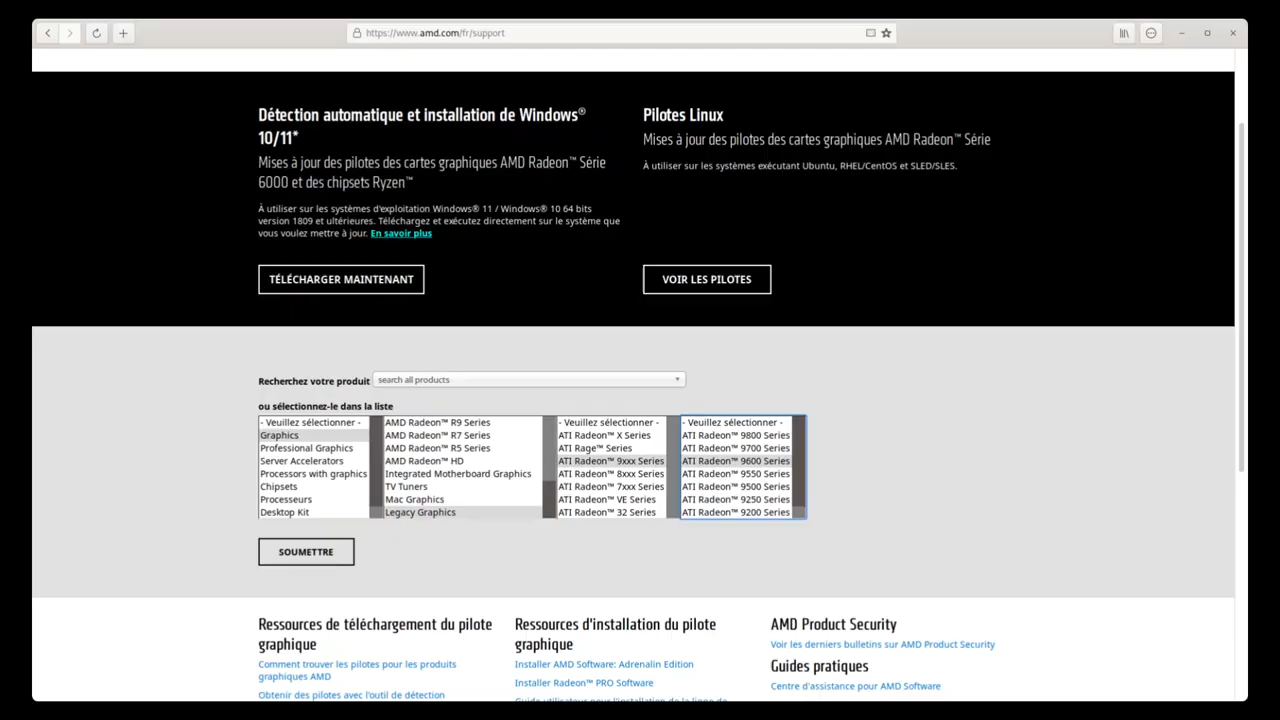 https://www.amd.com/fr/support
Détection automatique et installation de Windows®
10/11*
Mises à jour des pilotes des cartes graphiques AMD Radeon™ Série
6000 et des chipsets Ryzen™
À utiliser sur les systèmes d'exploitation Windows® 11 / Windows® 10 64 bits
version 1809 et ultérieures. Téléchargez et exécutez directement sur le système que
vous voulez mettre à jour. En savoir plus
TÉLÉCHARGER MAINTENANT
Pilotes Linux
Mises à jour des pilotes des cartes graphiques AMD Radeon™ Série
À utiliser sur les systèmes exécutant Ubuntu, RHEL/CentOS et SLED/SLES.
VOIR LES PILOTES
Recherchez votre produit search all products
ou sélectionnez-le dans la liste
- Veuillez sélectionner -
Graphics
Professional Graphics
Server Accelerators
Processors with graphics
Chipsets
Processeurs
Desktop Kit
AMD Radeon™ R9 Series
AMD Radeon™ R7 Series
AMD Radeon™ R5 Series
AMD Radeon™ HD
Integrated Motherboard Graphics
TV Tuners
Mac Graphics
Legacy Graphics
- Veuillez sélectionner -
ATI Radeon™ X Series
ATI Rage™ Series
ATI Radeon™ 9xxx Series
ATI Radeon™ 8xxx Series
ATI Radeon™ 7xxx Series
ATI Radeon™ VE Series
ATI Radeon™ 32 Series
- Veuillez sélectionner -
ATI Radeon™ 9800 Series
ATI Radeon™ 9700 Series
ATI Radeon™ 9600 Series
ATI Radeon™ 9550 Series
ATI Radeon™ 9500 Series
ATI Radeon™ 9250 Series
ATI Radeon™ 9200 Series
SOUMETTRE
Ressources de téléchargement du pilote
graphique
Comment trouver les pilotes pour les produits
graphiques AMD
Obtenir des pilotes avec l'outil de détection
Ressources d'installation du pilote
graphique
Installer AMD Software: Adrenalin Edition
Installer Radeon™ PRO Software
Guide utilisateur pour l'installation de la ligne de
AMD Product Security
Voir les derniers bulletins sur AMD Product Security
Guides pratiques
Centre d'assistance pour AMD Software